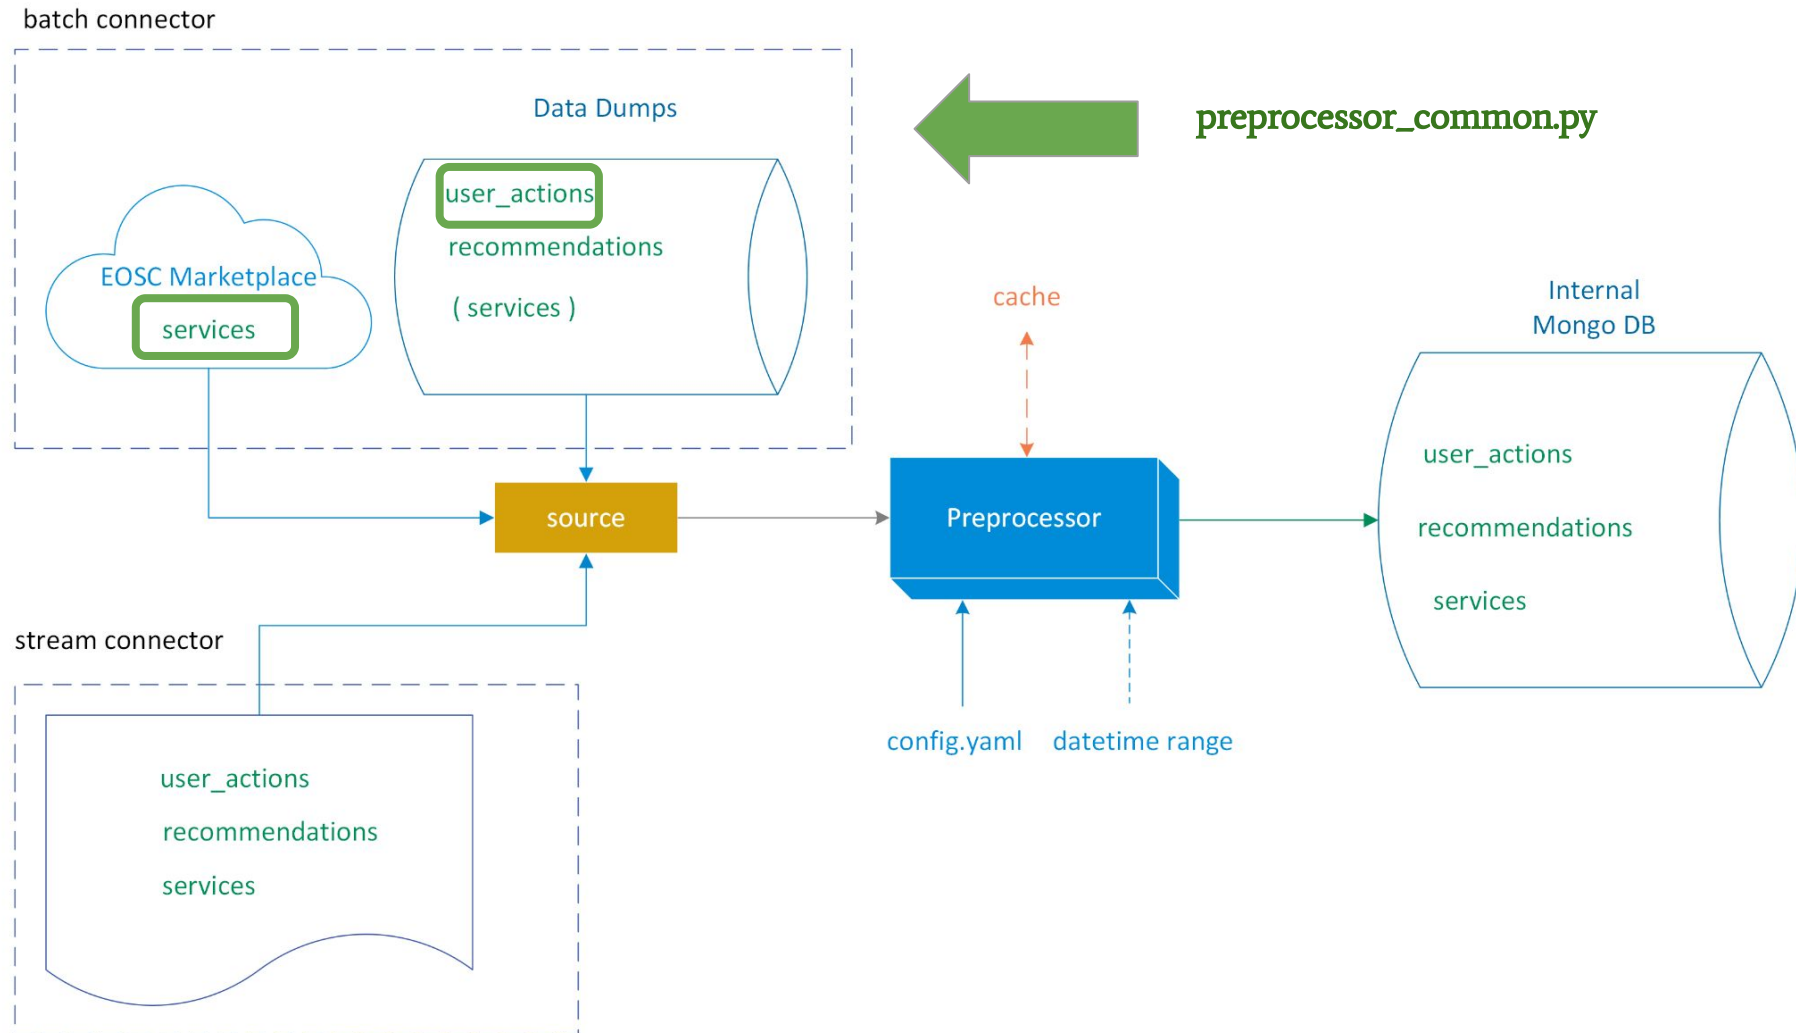 batch connector
Data Dumps
preprocessor_common.py
user_actions
recommendations
( services )
EOSC Marketplace
services
cache
Internal
Mongo DB
source
Preprocessor
user_actions
recommendations
services
stream connector
config.yaml
datetime range
user_actions
recommendations
services